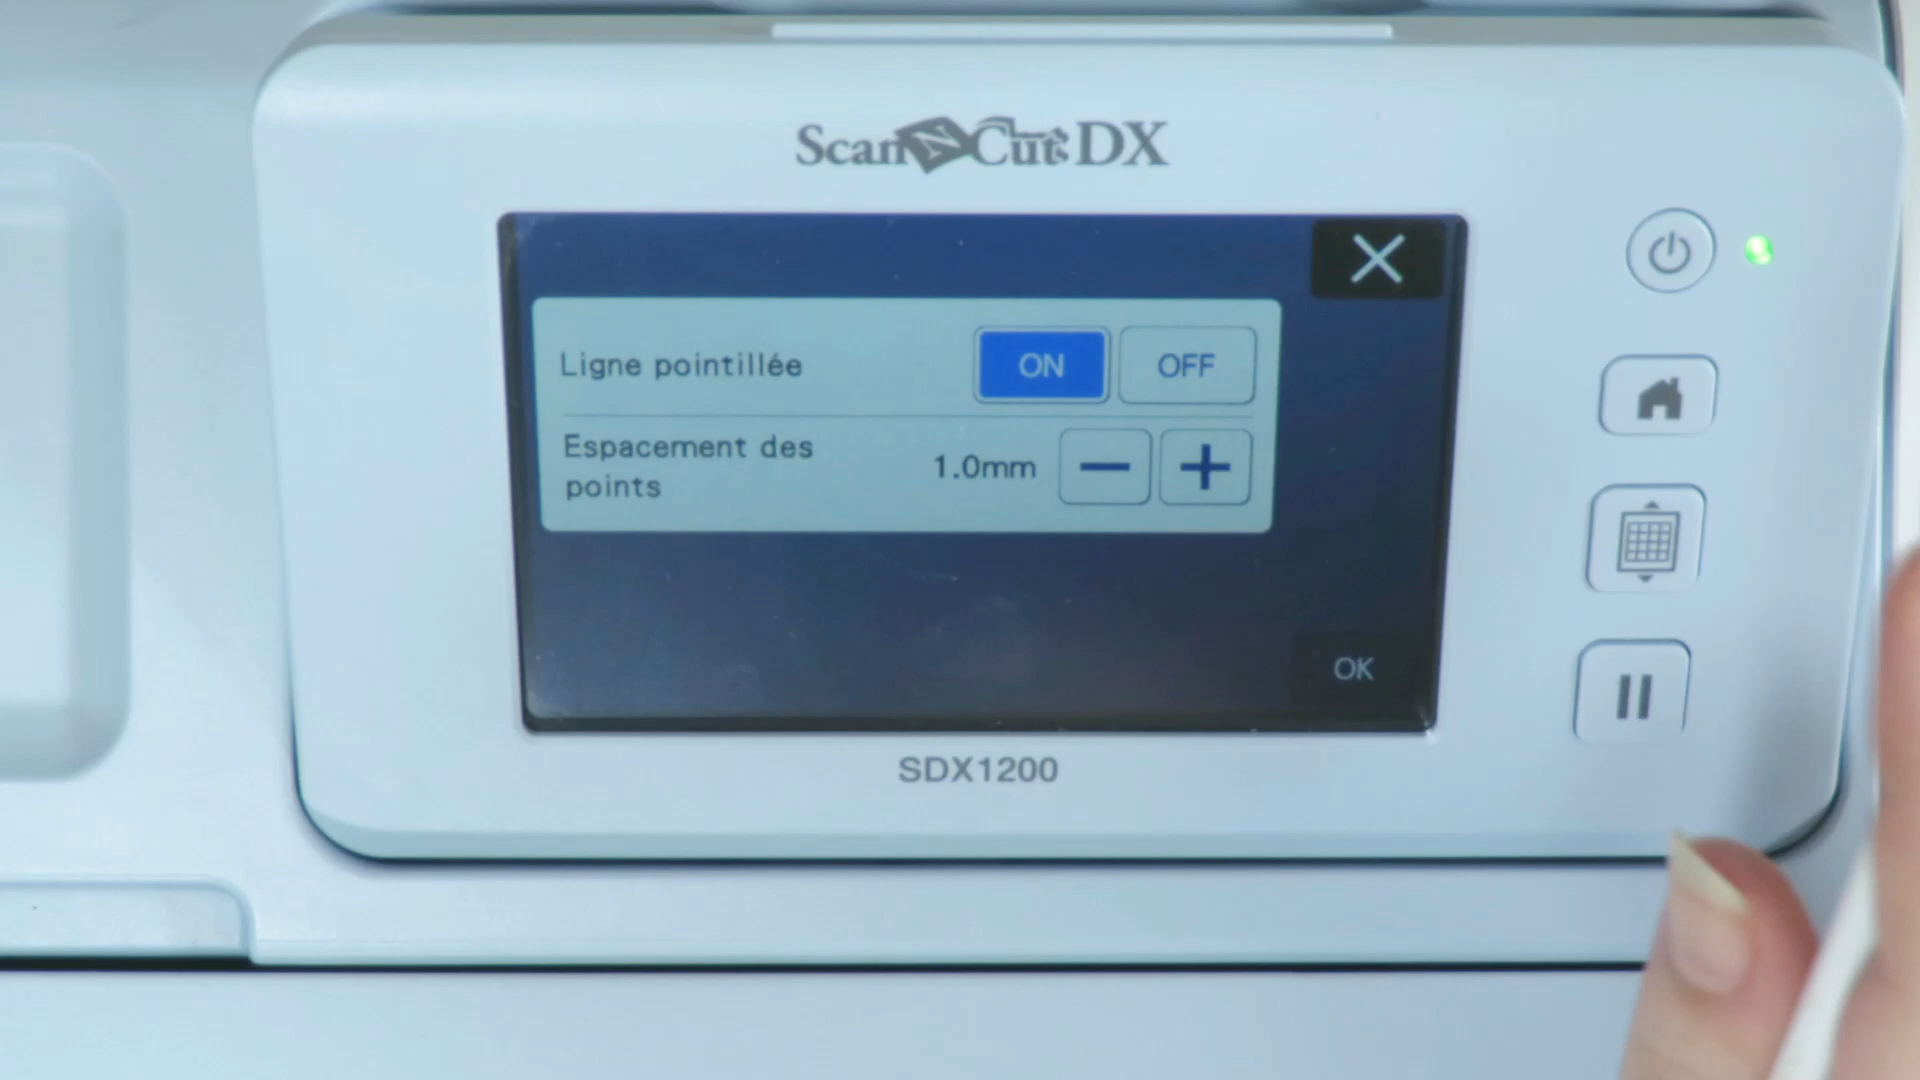 ScanNCut DX
Ligne pointillée ON OFF
Espacement des
points 1.0mm
OK
SDX1200